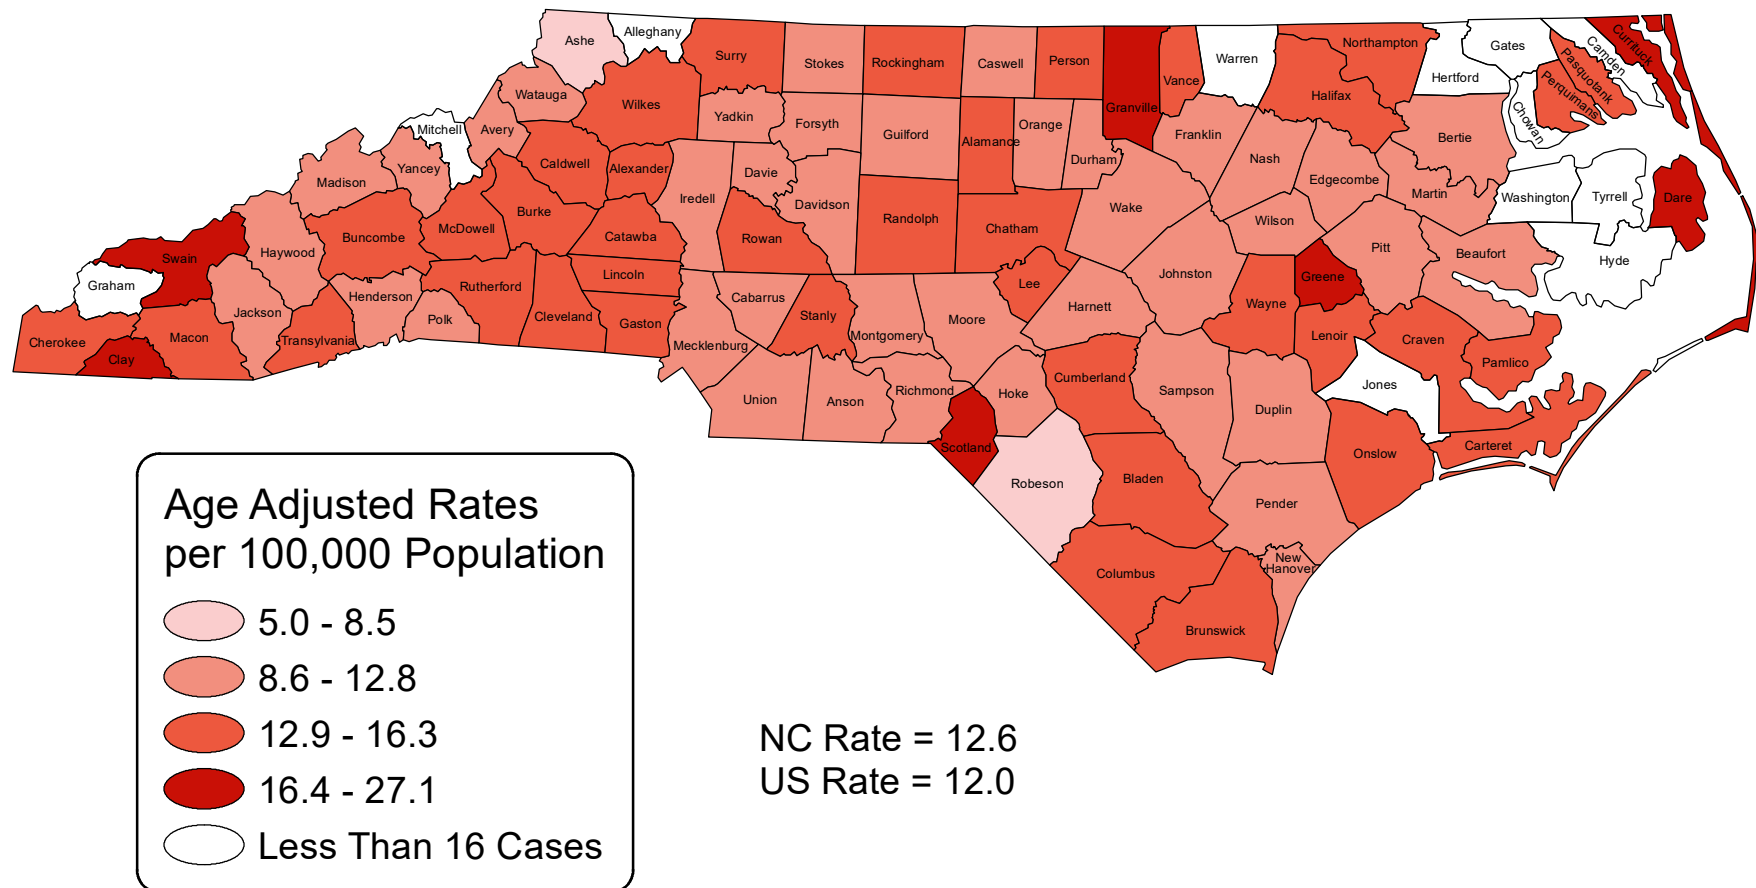 Ashe
Alleghany
Surry
Stokes
Rockingham
Caswell
Person
Granville
Vance
Warren
Northampton
Halifax
Hertford
Gates
Camden
Currituck
Pasquotank
Perquimans
Chowan
Watauga
Wilkes
Yadkin
Forsyth
Guilford
Alamance
Orange
Durham
Franklin
Nash
Bertie
Mitchell
Avery
Caldwell
Alexander
Iredell
Davie
Davidson
Randolph
Chatham
Wake
Edgecombe
Martin
Washington
Tyrrell
Dare
Madison
Yancey
McDowell
Burke
Catawba
Rowan
Wilson
Pitt
Beaufort
Hyde
Swain
Haywood
Buncombe
Rutherford
Lincoln
Cabarrus
Stanly
Lee
Harnett
Johnston
Greene
Wayne
Graham
Jackson
Henderson
Polk
Cleveland
Gaston
Mecklenburg
Montgomery
Moore
Lenoir
Craven
Pamlico
Cherokee
Clay
Macon
Transylvania
Union
Anson
Richmond
Hoke
Cumberland
Sampson
Duplin
Jones
Scotland
Robeson
Bladen
Pender
Onslow
Carteret
Columbus
Brunswick
New
Hanover
Age Adjusted Rates
per 100,000 Population
5.0 - 8.5
8.6 - 12.8
12.9 - 16.3
16.4 - 27.1
Less Than 16 Cases
NC Rate = 12.6
US Rate = 12.0